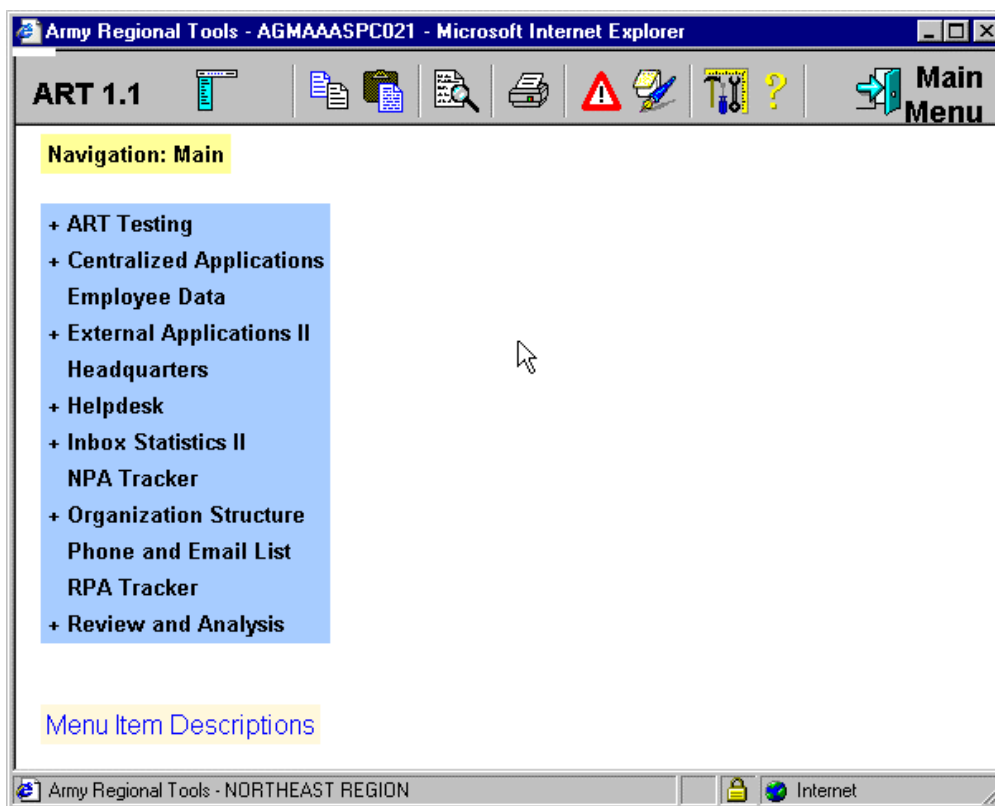 Army Regional Tools - AGMAAASPC021 - Microsoft Internet Explorer
ART 1.1
Main
Menu
Navigation: Main
+ ART Testing
+ Centralized Applications
Employee Data
+ External Applications II
Headquarters
+ Helpdesk
+ Inbox Statistics II
NPA Tracker
+ Organization Structure
Phone and Email List
RPA Tracker
+ Review and Analysis
Menu Item Descriptions
Army Regional Tools - NORTHEAST REGION
Internet